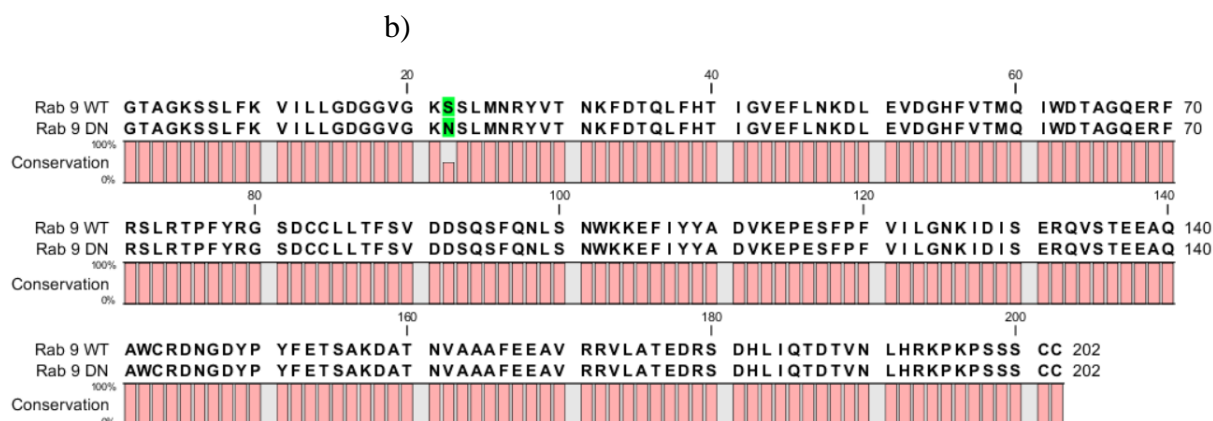 b)
20 40 60
Rab 9 WT GTAGKSSLFK VILLGDGGVG KSSLMNRYVT NKFDTQLFHT IGVEFLNKDL EVDGHFVTMQ IWDTAGQERF 70
Rab 9 DN GTAGKSSLFK VILLGDGGVG KNSLMNRYVT NKFDTQLFHT IGVEFLNKDL EVDGHFVTMQ IWDTAGQERF 70
100%
Conservation
0%
80 100 120 140
Rab 9 WT RSLRTPFYRG SDCCLLTFSV DDSQSFQNLS NWKKEFIYYA DVKEPESFPF VILGNKIDIS ERQVSTEEAQ 140
Rab 9 DN RSLRTPFYRG SDCCLLTFSV DDSQSFQNLS NWKKEFIYYA DVKEPESFPF VILGNKIDIS ERQVSTEEAQ 140
100%
Conservation
0%
160 180 200
Rab 9 WT AWCRDNGDYP YFETSAKDAT NVAAAFEEAV RRVLATEDRS DHLIQTDTVN LHRKPKPSSS CC 202
Rab 9 DN AWCRDNGDYP YFETSAKDAT NVAAAFEEAV RRVLATEDRS DHLIQTDTVN LHRKPKPSSS CC 202
100%
Conservation
0%